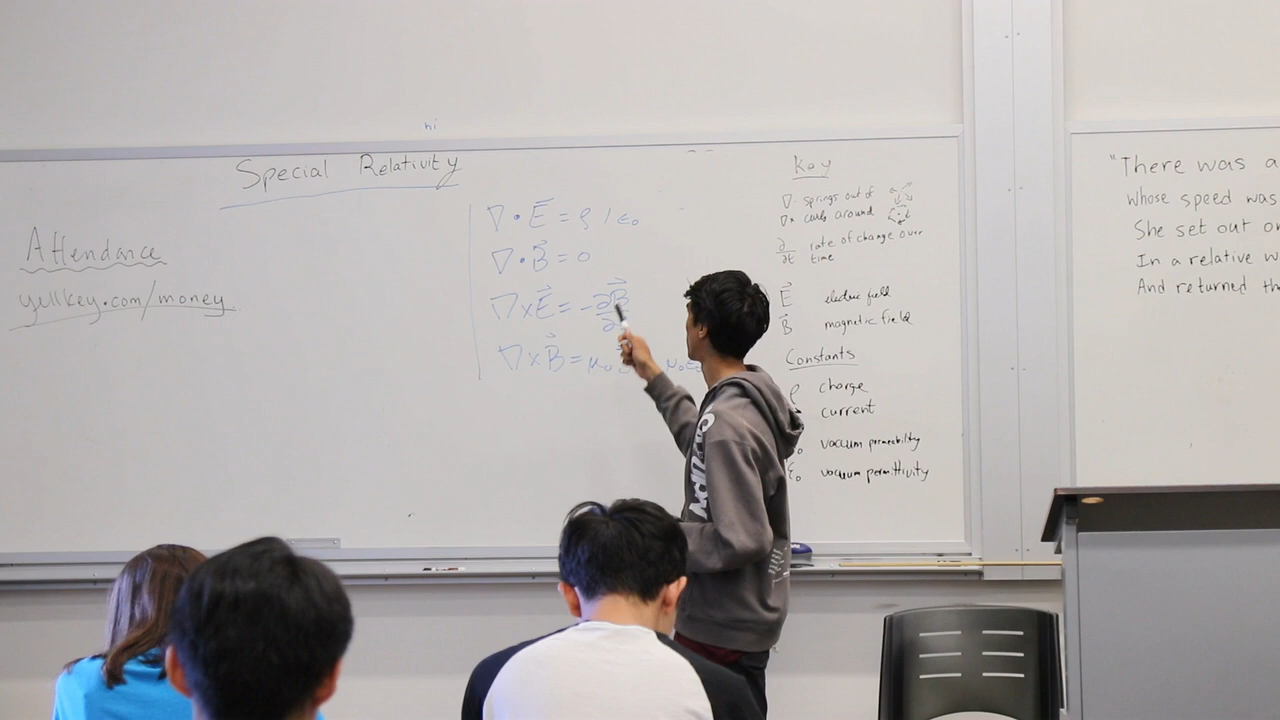 hi
Special Relativity
Attendance
yellkey.com/money
∇ · E⃗ = ρ / ε₀
∇ · B⃗ = 0
∇ × E⃗ = - ∂B⃗
∂
∇ × B⃗ = μ₀ μ₀ε₀
Key
∇· springs out of
∇× curls around
∂/∂t rate of change over
time
E⃗ electric field
B⃗ magnetic field
Constants
ρ charge
current
vacuum permeability
ε₀ vacuum permittivity
"There was a
whose speed was
She set out
In a relative
And returned